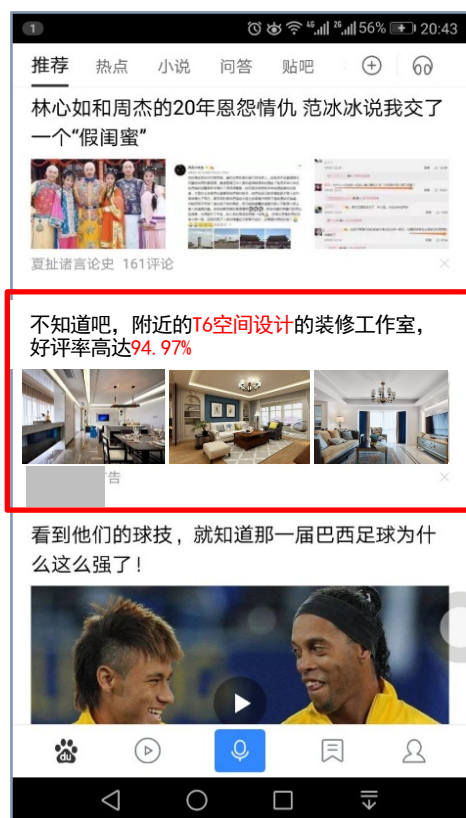 1
46 26 56% 20:43
推荐 热点 小说 问答 贴吧
林心如和周杰的20年恩怨情仇 范冰冰说我交了
一个“假闺蜜”
夏扯诸言论史 161评论
不知道吧，附近的T6空间设计的装修工作室，
好评率高达94.97%
告
看到他们的球技，就知道那一届巴西足球为什
么这么强了！
du